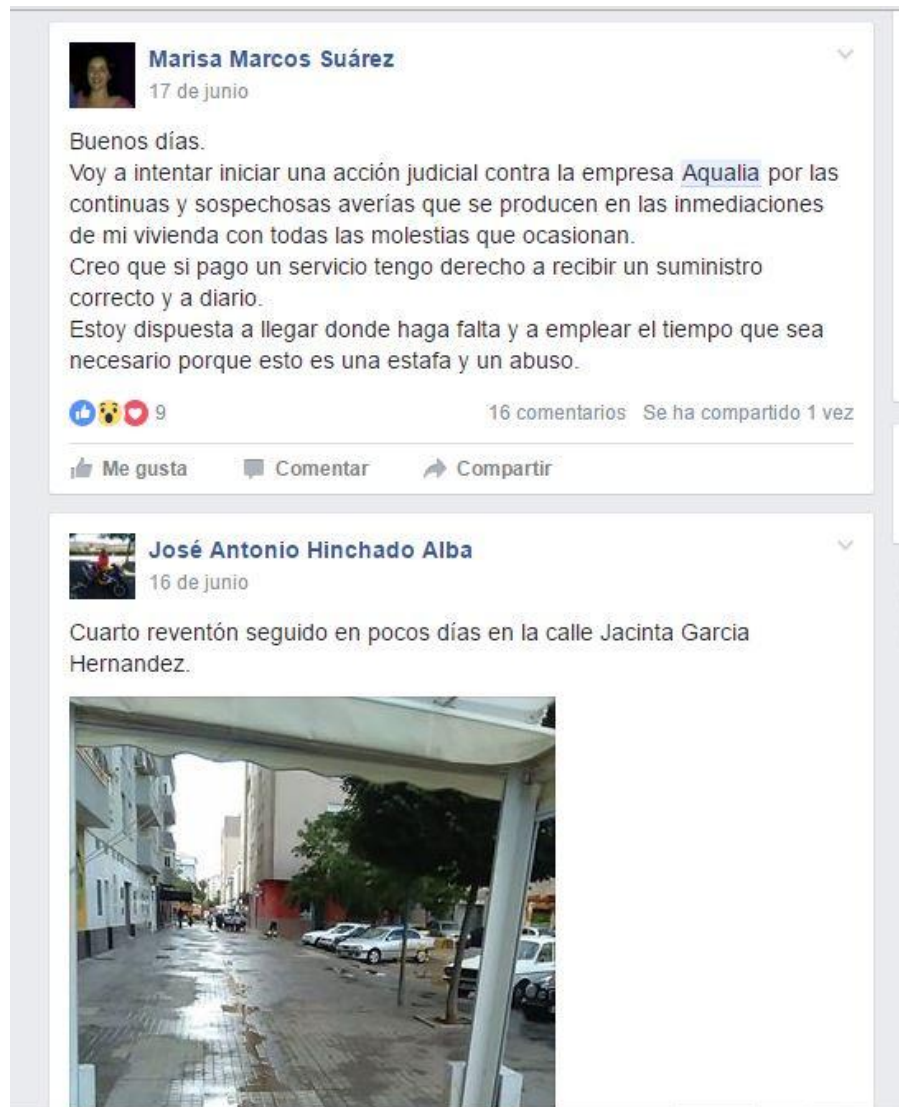 Marisa Marcos Suárez
17 de junio
Buenos días.
Voy a intentar iniciar una acción judicial contra la empresa Aqualia por las
continuas y sospechosas averías que se producen en las inmediaciones
de mi vivienda con todas las molestias que ocasionan.
Creo que si pago un servicio tengo derecho a recibir un suministro
correcto y a diario.
Estoy dispuesta a llegar donde haga falta y a emplear el tiempo que sea
necesario porque esto es una estafa y un abuso.
9 16 comentarios Se ha compartido 1 vez
Me gusta Comentar Compartir
José Antonio Hinchado Alba
16 de junio
Cuarto reventón seguido en pocos días en la calle Jacinta Garcia
Hernandez.